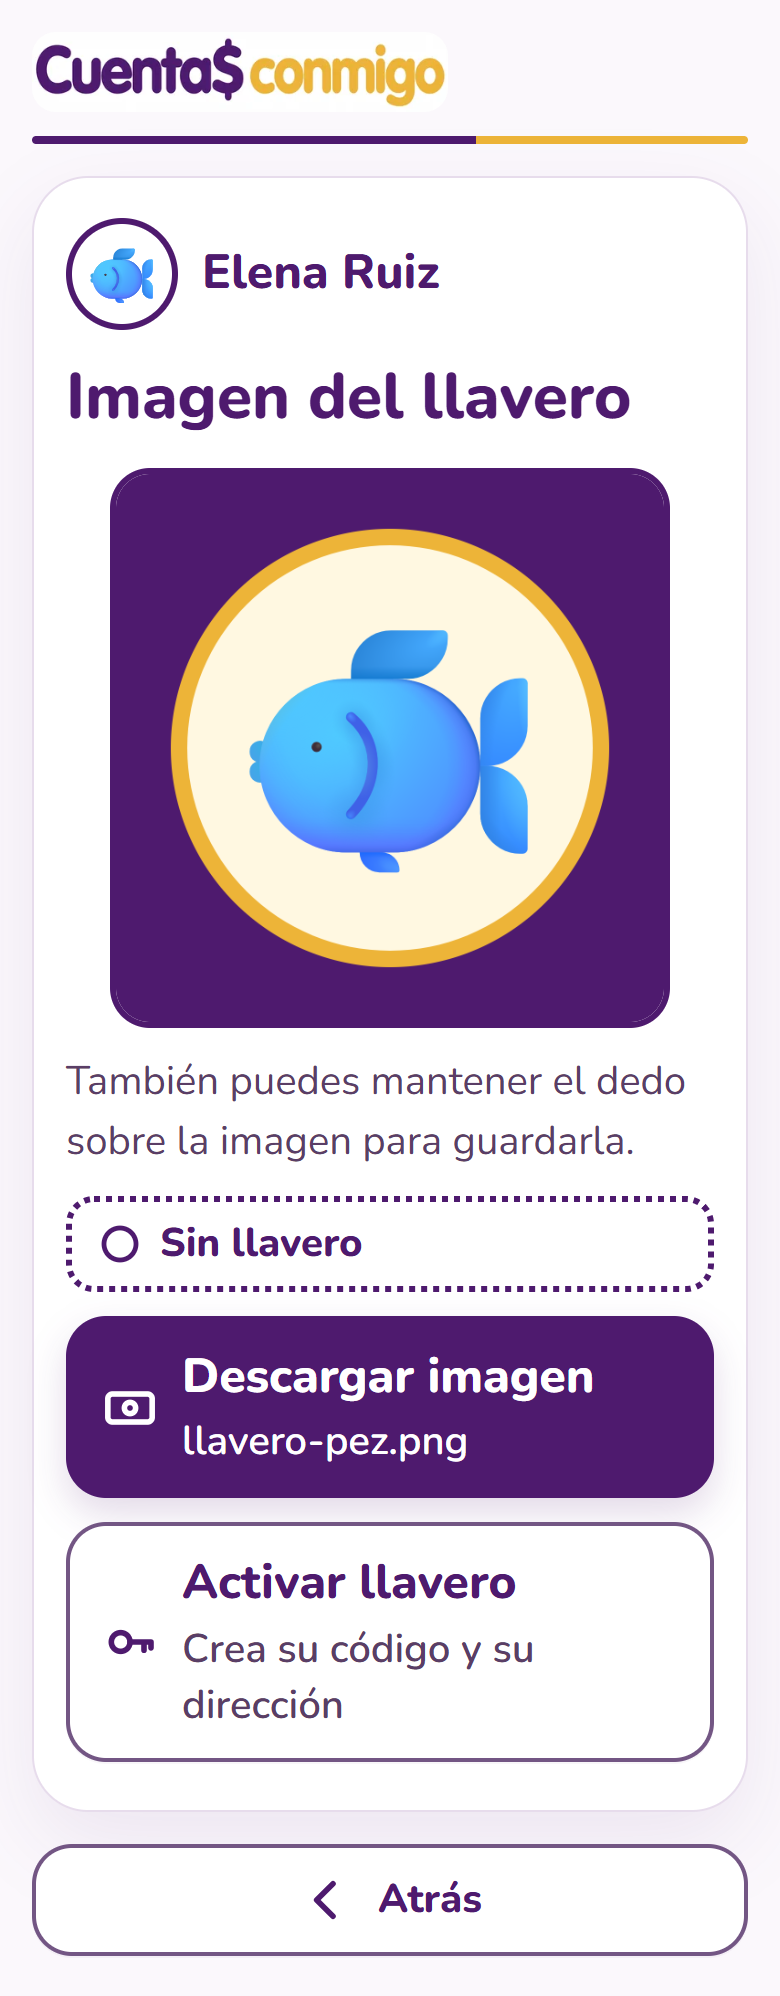 Cuenta$ conmigo
Elena Ruiz
Imagen del llavero
También puedes mantener el dedo
sobre la imagen para guardarla.
Sin llavero
Descargar imagen
llavero-pez.png
Activar llavero
Crea su código y su
dirección
Atrás